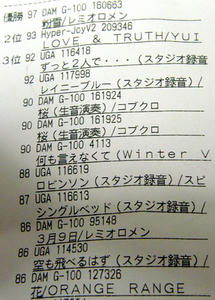 優勝 97 DAM G-100 160663
粉雪/レミオロメン
2位 93 Hyper-JoyV2 209346
LOVE & TRUTH/YUI
3位 92 UGA 116418
ずっと2人で・・・(スタジオ録音
92 UGA 117998
レイニーブルー(スタジオ録音)/
90 DAM G-100 161924
桜(生音演奏)/コブクロ
90 DAM G-100 161925
桜(生音演奏)/コブクロ
90 DAM G-100 4113
何も言えなくて(Winter V
88 UGA 116619
ロビンソン(スタジオ録音)/スピ
87 UGA 116613
シングルベッド(スタジオ録音)/
86 DAM G-100 95148
3月9日/レミオロメン
86 UGA 114530
空も飛べるはず(スタジオ録音)/
86 DAM G-100 127326
花/ORANGE RANGE